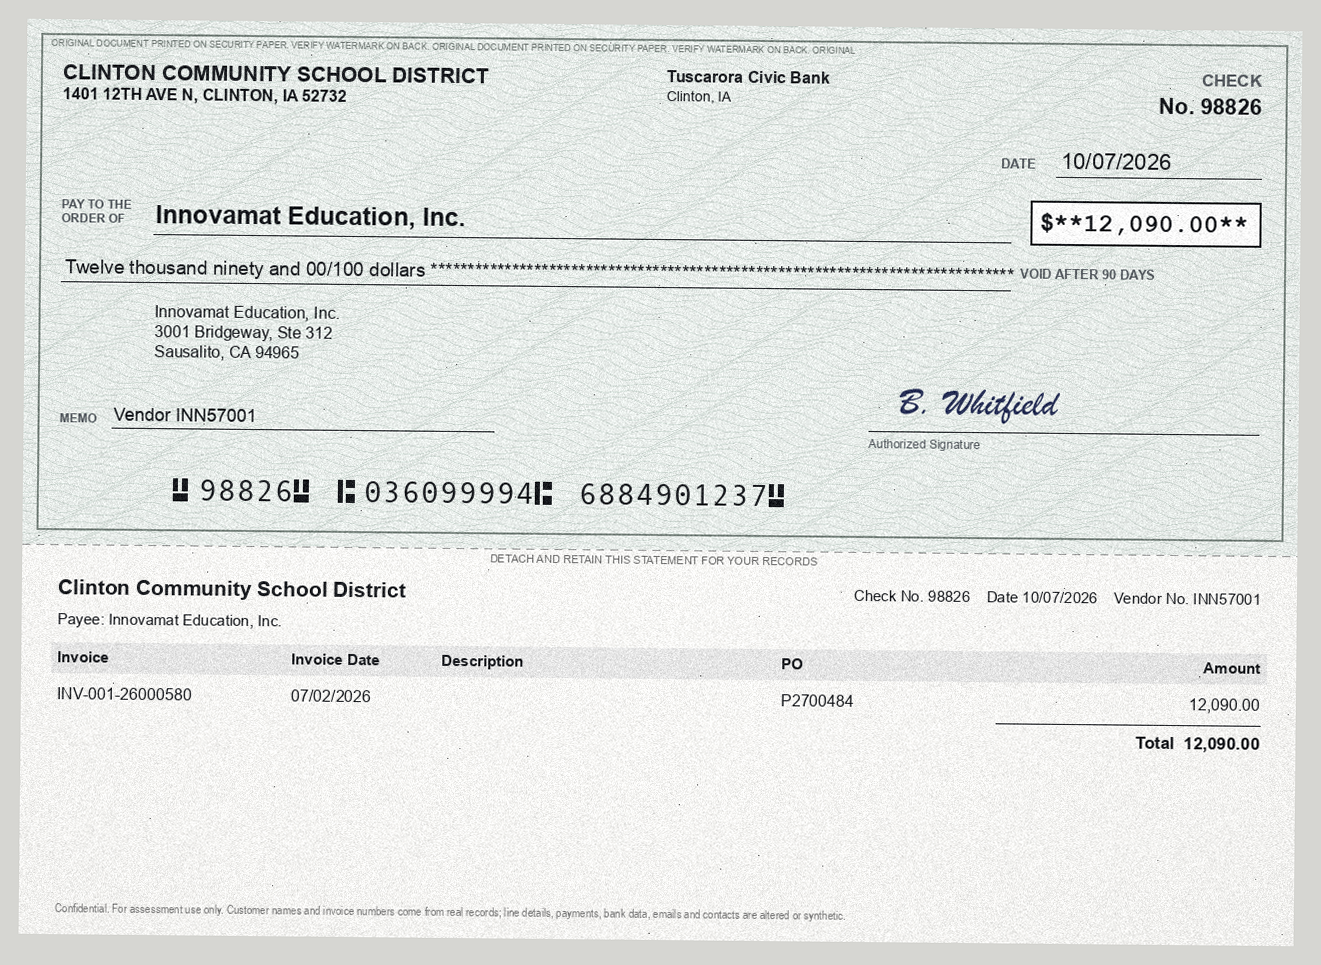 ORIGINAL DOCUMENT PRINTED ON SECURITY PAPER. VERIFY WATERMARK ON BACK. ORIGINAL DOCUMENT PRINTED ON SECURITY PAPER. VERIFY WATERMARK ON BACK. ORIGINAL
CLINTON COMMUNITY SCHOOL DISTRICT
1401 12TH AVE N, CLINTON, IA 52732
Tuscarora Civic Bank
Clinton, IA
CHECK
No. 98826
DATE 10/07/2026
PAY TO THE
ORDER OF
Innovamat Education, Inc.
$**12,090.00**
Twelve thousand ninety and 00/100 dollars ******************************************************************************* VOID AFTER 90 DAYS
Innovamat Education, Inc.
3001 Bridgeway, Ste 312
Sausalito, CA 94965
MEMO Vendor INN57001
B. Whitfield
Authorized Signature
⑈98826⑈ ⑆036099994⑆ 6884901237⑈
DETACH AND RETAIN THIS STATEMENT FOR YOUR RECORDS
Clinton Community School District
Check No. 98826 Date 10/07/2026 Vendor No. INN57001
Payee: Innovamat Education, Inc.
Invoice Invoice Date Description PO Amount
INV-001-26000580 07/02/2026 P2700484 12,090.00
Total 12,090.00
Confidential. For assessment use only. Customer names and invoice numbers come from real records; line details, payments, bank data, emails and contacts are altered or synthetic.